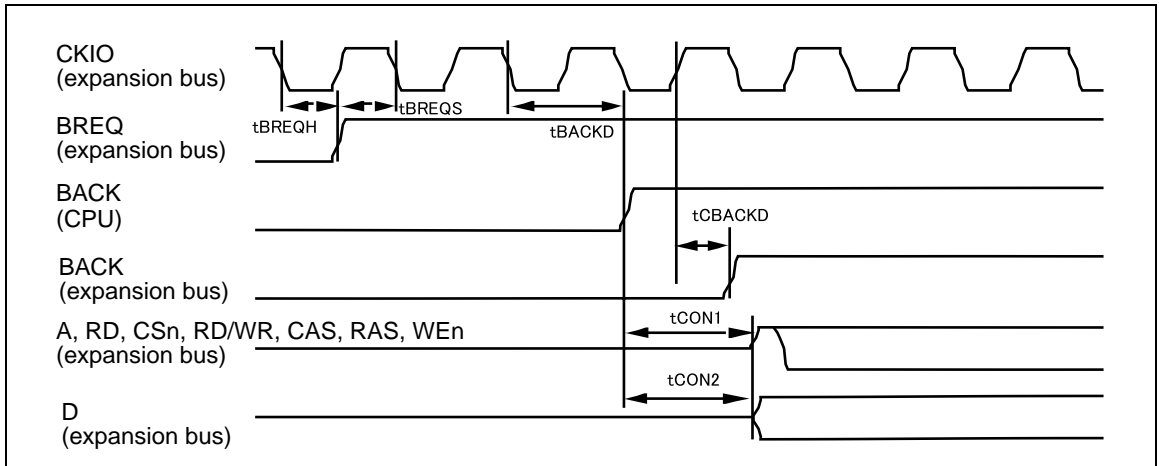 CKIO
(expansion bus)
tBREQH
tBREQS
tBACKD
BREQ
(expansion bus)
BACK
(CPU)
tCBACKD
BACK
(expansion bus)
A, RD, CSn, RD/WR, CAS, RAS, WEn
(expansion bus)
tCON1
tCON2
D
(expansion bus)